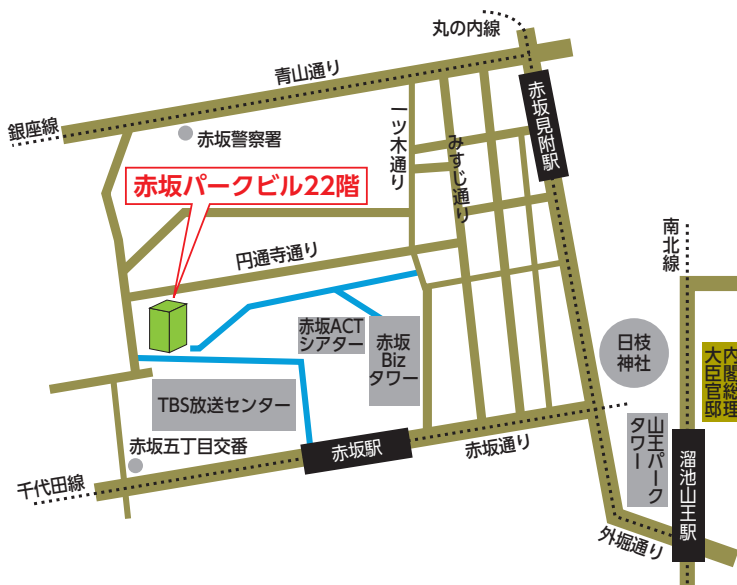 丸の内線
青山通り
銀座線
赤坂警察署
一ツ木通り
みすじ通り
赤坂見附駅
赤坂パークビル22階
円通寺通り
南北線
赤坂ACT
シアター
赤坂
Biz
タワー
日枝
神社
内閣総理
大臣官邸
TBS放送センター
山王パーク
タワー
赤坂五丁目交番
赤坂駅
赤坂通り
溜池山王駅
千代田線
外堀通り